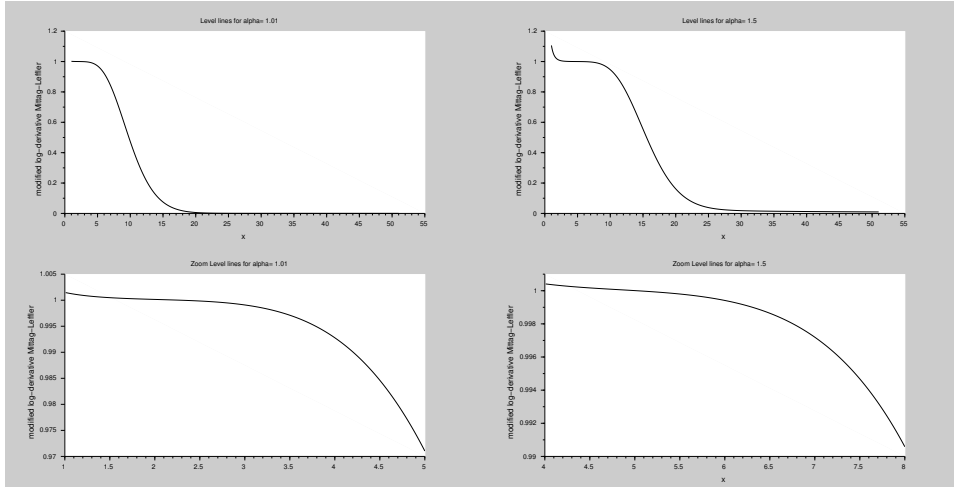 Level lines for alpha= 1.01
1.2
1
0.8
0.6
0.4
0.2
0
modified log−derivative Mittag−Leffler
0 5 10 15 20 25 30 35 40 45 50 55
x
Level lines for alpha= 1.5
1.2
1
0.8
0.6
0.4
0.2
0
modified log−derivative Mittag−Leffler
0 5 10 15 20 25 30 35 40 45 50 55
x
Zoom Level lines for alpha= 1.01
1.005
1
0.995
0.99
0.985
0.98
0.975
0.97
modified log−derivative Mittag−Leffler
1 1.5 2 2.5 3 3.5 4 4.5 5
Zoom Level lines for alpha= 1.5
1
0.998
0.996
0.994
0.992
0.99
modified log−derivative Mittag−Leffler
4 4.5 5 5.5 6 6.5 7 7.5 8
x